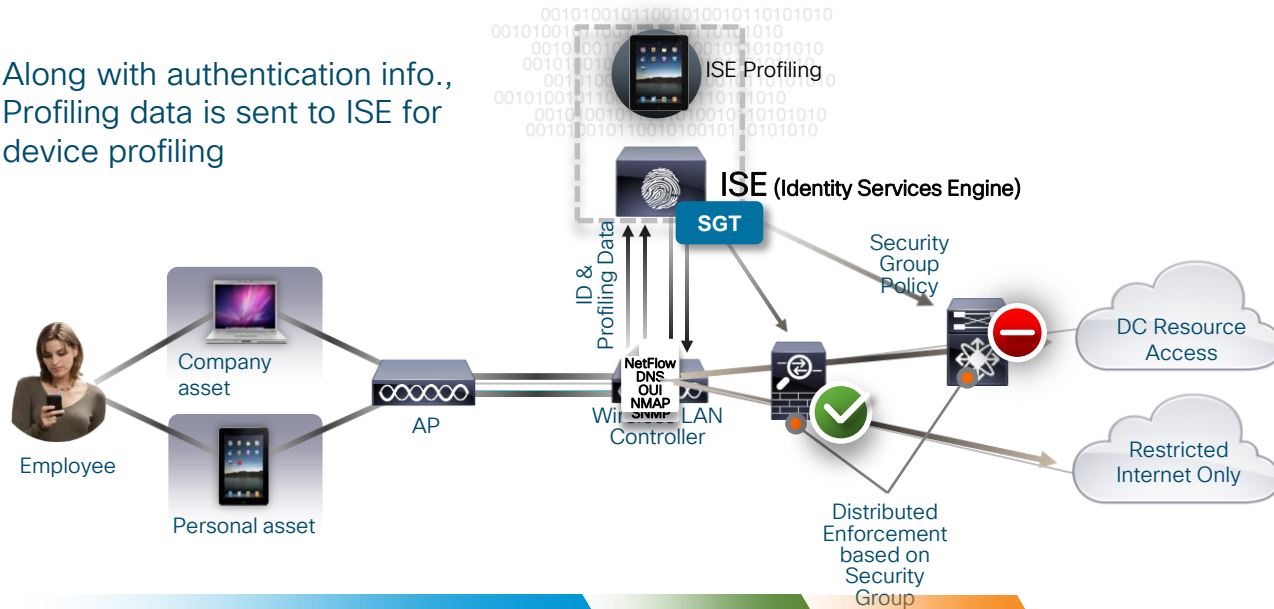 Along with authentication info.,
Profiling data is sent to ISE for
device profiling
ISE Profiling
ISE (Identity Services Engine)
SGT
ID &
Profiling Data
Security
Group
Policy
Company
asset
Employee
Personal asset
AP
NetFlow
DNS
OUI
NMAP
SNMP
Wireless LAN
Controller
DC Resource
Access
Restricted
Internet Only
Distributed
Enforcement
based on
Security
Group